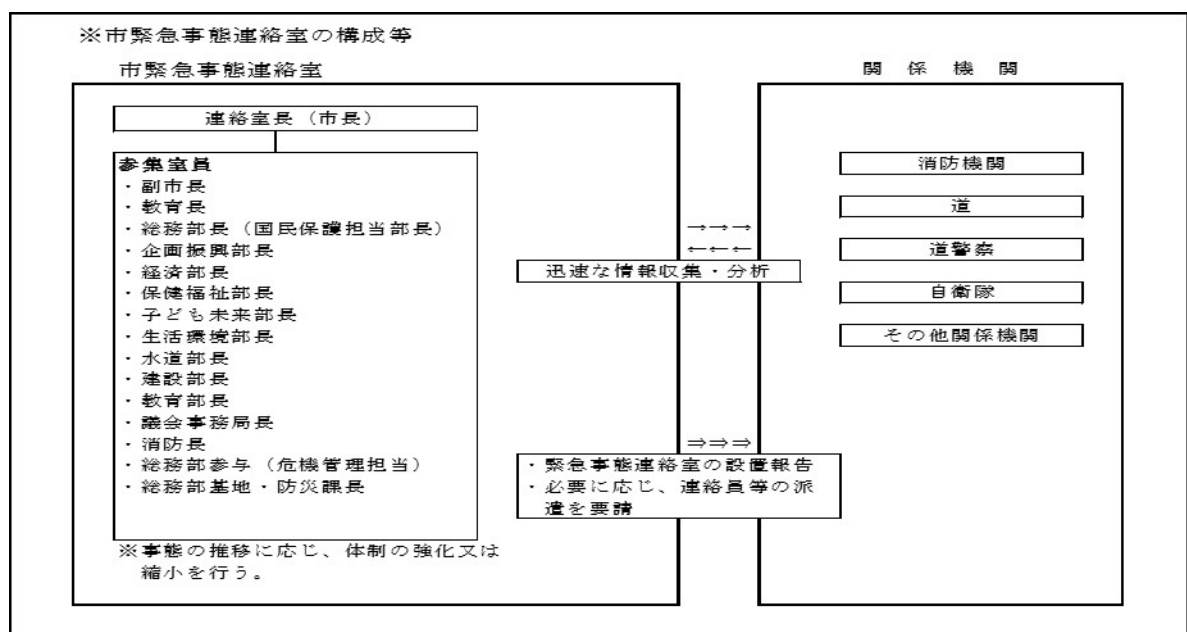 ※市緊急事態連絡室の構成等
市緊急事態連絡室
連絡室長（市長）
参集室員
・副市長
・教育長
・総務部長（国民保護担当部長）
・企画振興部長
・経済部長
・保健福祉部長
・子ども未来部長
・生活環境部長
・水道部長
・建設部長
・教育部長
・議会事務局長
・消防長
・総務部参与（危機管理担当）
・総務部基地・防災課長
※事態の推移に応じ、体制の強化又は
縮小を行う。
→→→
←←←
迅速な情報収集・分析
⇒⇒⇒
・緊急事態連絡室の設置報告
・必要に応じ、連絡員等の派
遣を要請
関係機関
消防機関
道
道警察
自衛隊
その他関係機関